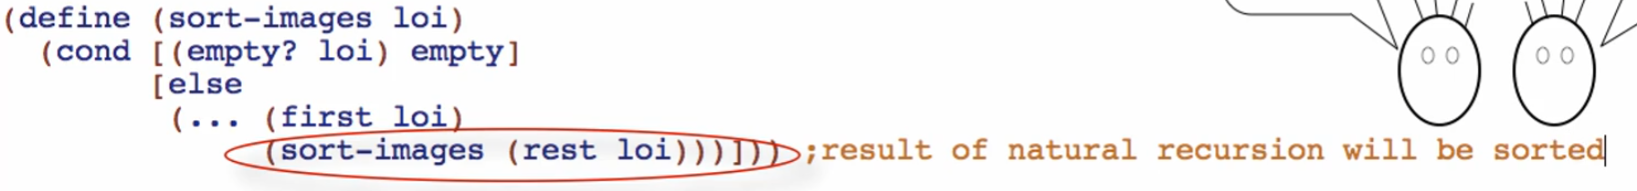 (define (sort-images loi)
  (cond [(empty? loi) empty]
        [else
         (... (first loi)
              (sort-images (rest loi)))])) ;result of natural recursion will be sorted